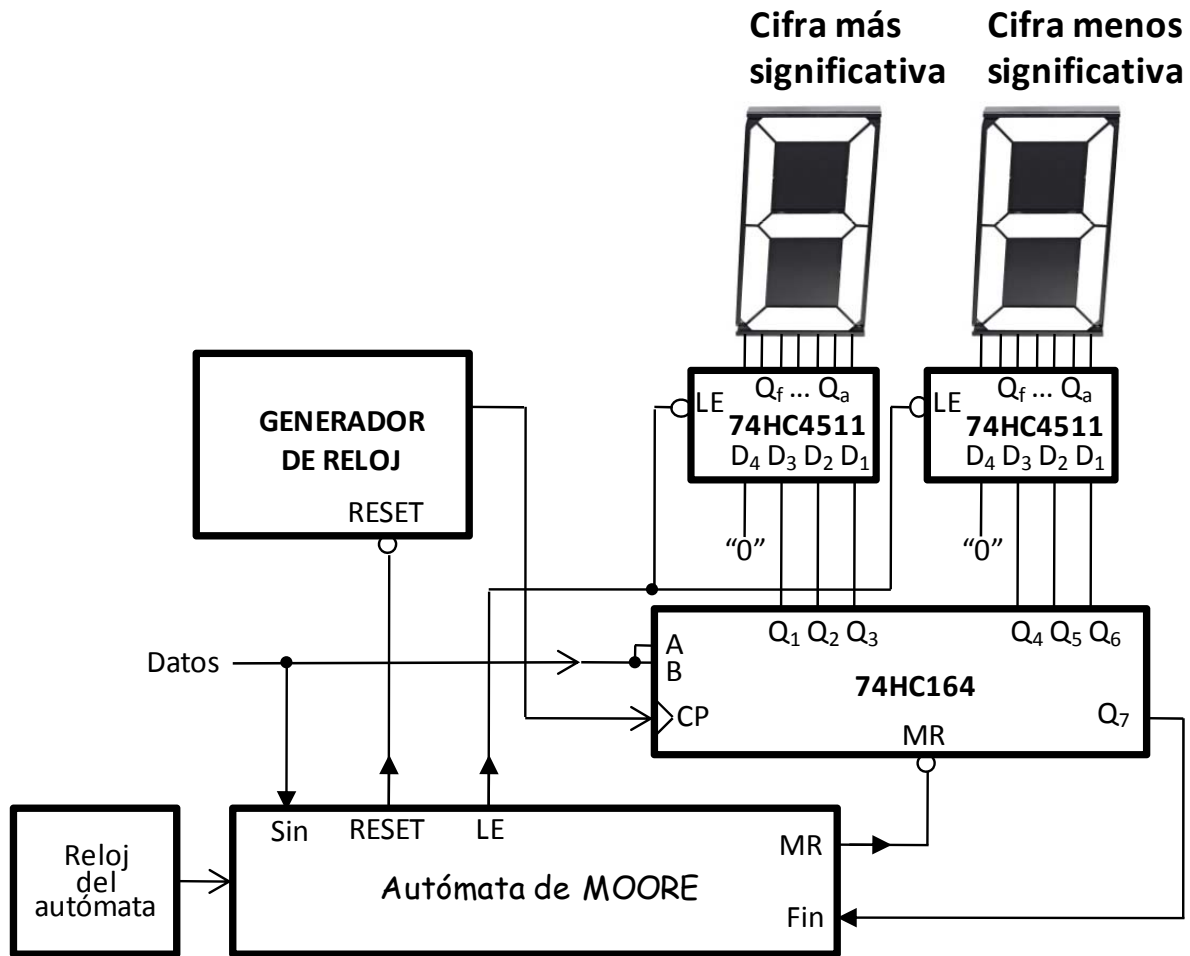 Cifra más
significativa
Cifra menos
significativa
LE
Qf ... Qa
74HC4511
D4 D3 D2 D1
“0”
LE
Qf ... Qa
74HC4511
D4 D3 D2 D1
“0”
GENERADOR
DE RELOJ
RESET
Datos
A
B
CP
Q1 Q2 Q3
Q4 Q5 Q6
74HC164
Q7
MR
Reloj
del
autómata
Sin
RESET
LE
MR
Autómata de MOORE
Fin